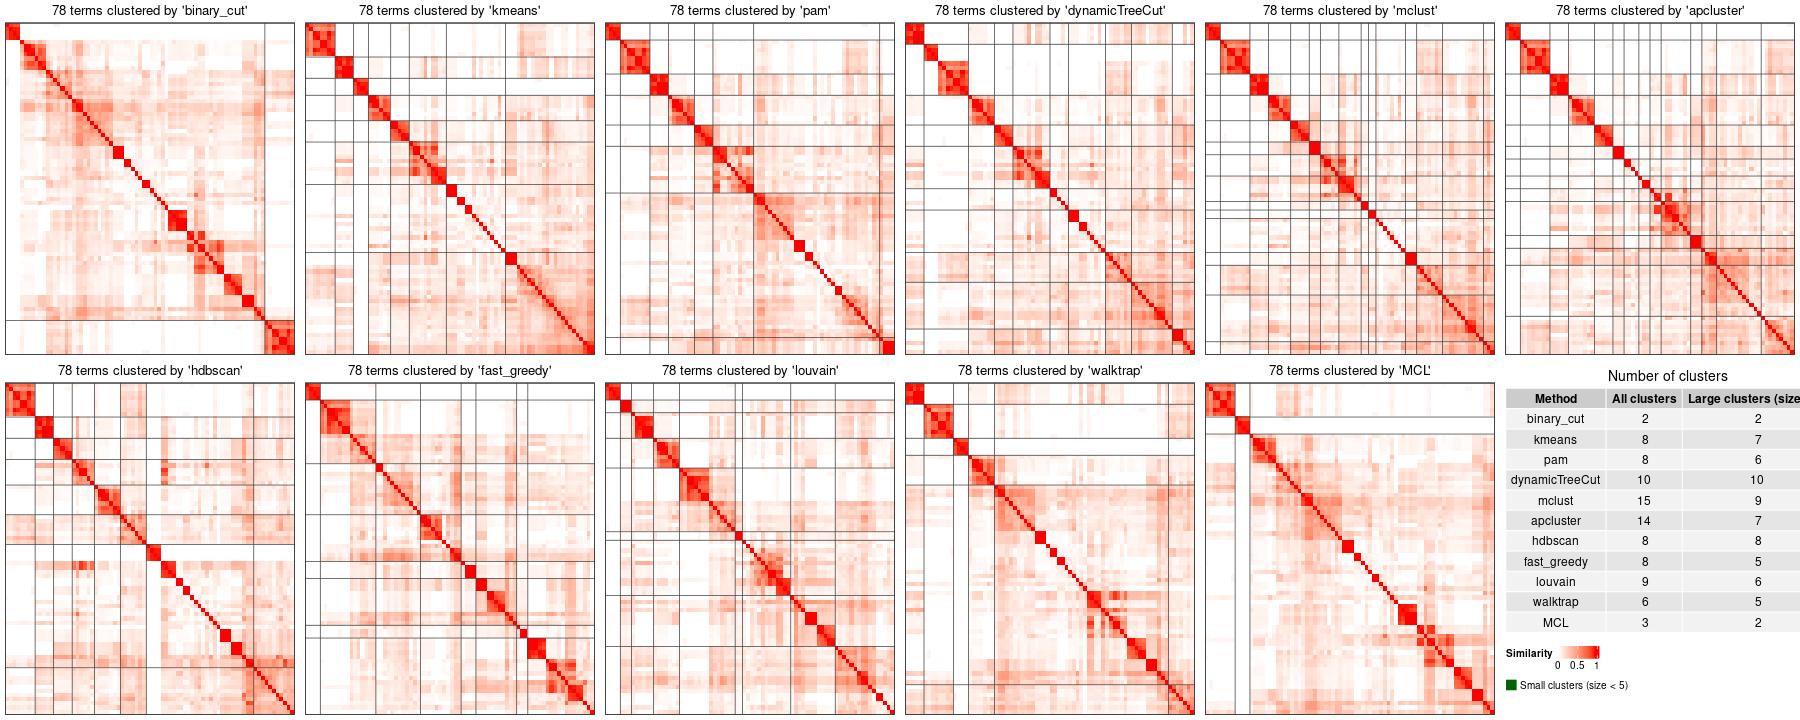 78 terms clustered by 'binary_cut'
78 terms clustered by 'kmeans'
78 terms clustered by 'pam'
78 terms clustered by 'dynamicTreeCut'
78 terms clustered by 'mclust'
78 terms clustered by 'apcluster'
78 terms clustered by 'hdbscan'
78 terms clustered by 'fast_greedy'
78 terms clustered by 'louvain'
78 terms clustered by 'walktrap'
78 terms clustered by 'MCL'
Number of clusters
Method All clusters Large clusters (size
binary_cut 2 2
kmeans 8 7
pam 8 6
dynamicTreeCut 10 10
mclust 15 9
apcluster 14 7
hdbscan 8 8
fast_greedy 8 5
louvain 9 6
walktrap 6 5
MCL 3 2
Similarity
0 0.5 1
Small clusters (size < 5)